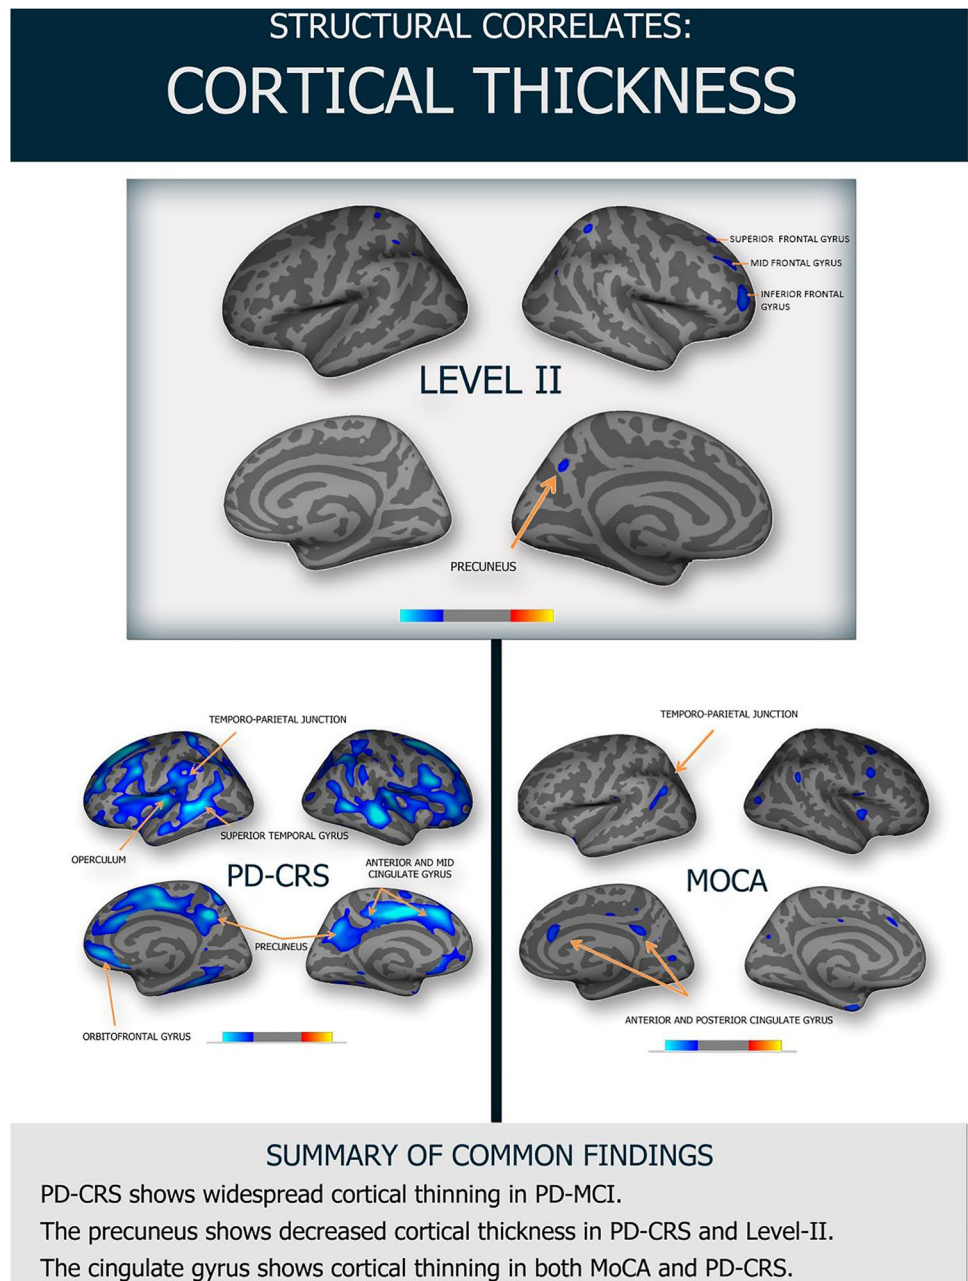 STRUCTURAL CORRELATES:
CORTICAL THICKNESS
SUPERIOR FRONTAL GYRUS
MID FRONTAL GYRUS
INFERIOR FRONTAL
GYRUS
LEVEL II
PRECUNEUS
TEMPORO-PARIETAL JUNCTION
SUPERIOR TEMPORAL GYRUS
OPERCULUM
PD-CRS
ANTERIOR AND MID
CINGULATE GYRUS
PRECUNEUS
ORBITOFRONTAL GYRUS
TEMPORO-PARIETAL JUNCTION
MOCA
ANTERIOR AND POSTERIOR CINGULATE GYRUS
SUMMARY OF COMMON FINDINGS
PD-CRS shows widespread cortical thinning in PD-MCI.
The precuneus shows decreased cortical thickness in PD-CRS and Level-II.
The cingulate gyrus shows cortical thinning in both MoCA and PD-CRS.